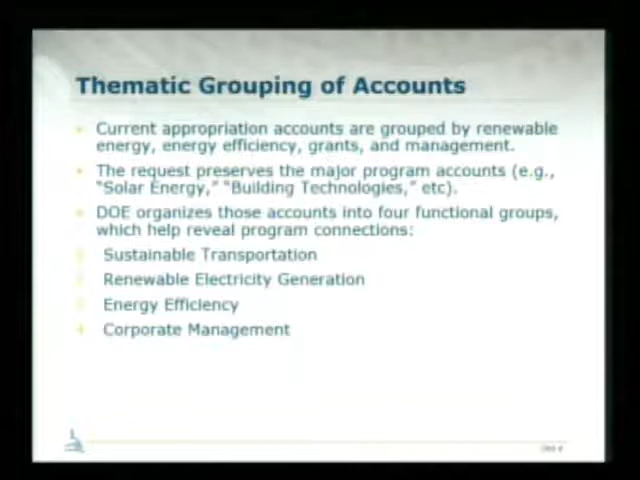 Thematic Grouping of Accounts
Current appropriation accounts are grouped by renewable
energy, energy efficiency, grants, and management.
The request preserves the major program accounts (e.g.,
"Solar Energy," "Building Technologies," etc).
DOE organizes those accounts into four functional groups,
which help reveal program connections:
Sustainable Transportation
Renewable Electricity Generation
Energy Efficiency
Corporate Management